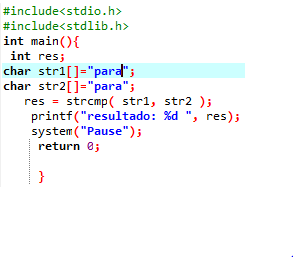 #include<stdio.h>
#include<stdlib.h>
int main(){
int res;
char str1[]="para";
char str2[]="para";
res = strcmp( str1, str2 );
printf("resultado: %d ", res);
system("Pause");
return 0;
}